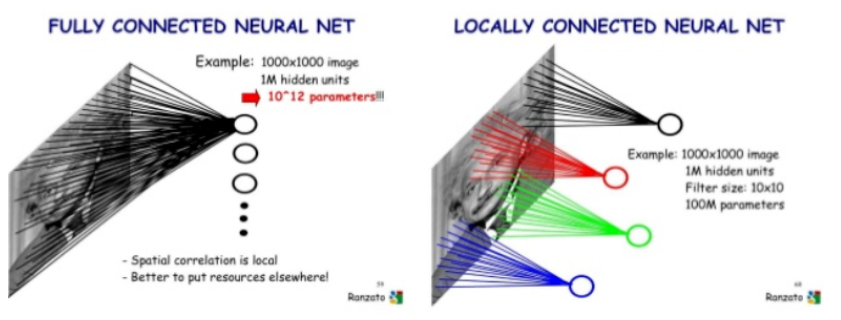 FULLY CONNECTED NEURAL NET
Example: 1000x1000 image
1M hidden units
10^12 parameters!!!
- Spatial correlation is local
- Better to put resources elsewhere!
Ranzato
LOCALLY CONNECTED NEURAL NET
Example: 1000x1000 image
1M hidden units
Filter size: 10x10
100M parameters
Ranzato